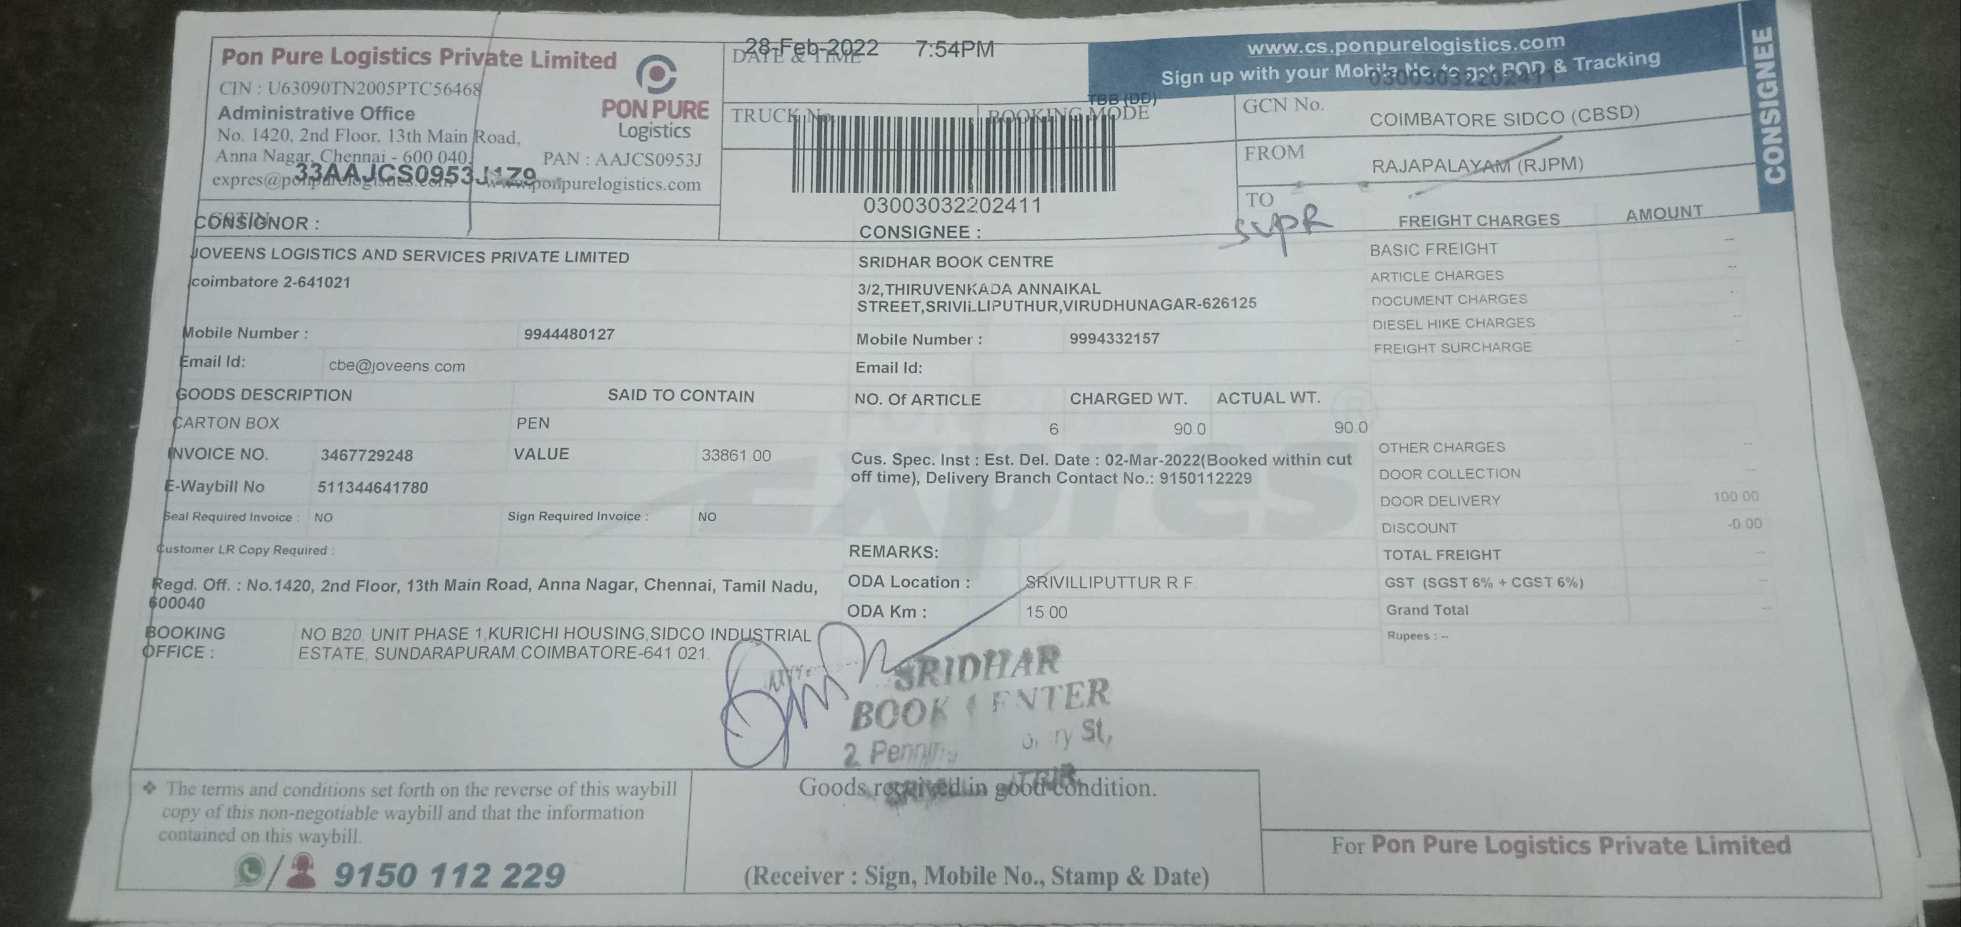 Pon Pure Logistics Private Limited
CIN : U63090TN2005PTC56468
Administrative Office
No. 1420, 2nd Floor, 13th Main Road,
Anna Nagar, Chennai - 600 040.
PAN : AAJCS0953J
33AAJCS0953J1Z9
www.ponpurelogistics.com
PON PURE
Logistics
28-Feb-2022 7:54PM
DATE & TIME
TRUCK No.
TBB (DD)
BOOKING MODE
03003032202411
www.cs.ponpurelogistics.com
Sign up with your Mobile No. to get POD & Tracking
03003032202411
CONSIGNEE
GCN No.
COIMBATORE SIDCO (CBSD)
FROM
RAJAPALAYAM (RJPM)
TO
SVPR
GSTIN
CONSIGNOR :
JOVEENS LOGISTICS AND SERVICES PRIVATE LIMITED
coimbatore 2-641021
Mobile Number : 9944480127
Email Id: cbe@joveens.com
CONSIGNEE :
SRIDHAR BOOK CENTRE
3/2,THIRUVENKADA ANNAIKAL
STREET,SRIVILLIPUTHUR,VIRUDHUNAGAR-626125
Mobile Number : 9994332157
Email Id:
GOODS DESCRIPTION SAID TO CONTAIN
CARTON BOX PEN
INVOICE NO. 3467729248 VALUE 33861.00
E-Waybill No 511344641780
Seal Required Invoice : NO Sign Required Invoice : NO
Customer LR Copy Required :
Regd. Off. : No.1420, 2nd Floor, 13th Main Road, Anna Nagar, Chennai, Tamil Nadu,
600040
BOOKING OFFICE : NO B20, UNIT PHASE 1,KURICHI HOUSING,SIDCO INDUSTRIAL
ESTATE, SUNDARAPURAM,COIMBATORE-641 021.
NO. Of ARTICLE CHARGED WT. ACTUAL WT.
6 90.0 90.0
Cus. Spec. Inst : Est. Del. Date : 02-Mar-2022(Booked within cut
off time), Delivery Branch Contact No.: 9150112229
expres
REMARKS:
ODA Location : SRIVILLIPUTTUR R F
ODA Km : 15.00
FREIGHT CHARGES AMOUNT
BASIC FREIGHT --
ARTICLE CHARGES --
DOCUMENT CHARGES
DIESEL HIKE CHARGES
FREIGHT SURCHARGE
OTHER CHARGES --
DOOR COLLECTION --
DOOR DELIVERY 100.00
DISCOUNT -0.00
TOTAL FREIGHT --
GST (SGST 6% + CGST 6%) --
Grand Total --
Rupees : --
SRIDHAR
BOOK CENTER
2 St,
❖ The terms and conditions set forth on the reverse of this waybill
copy of this non-negotiable waybill and that the information
contained on this waybill.
9150 112 229
Goods received in good condition.
(Receiver : Sign, Mobile No., Stamp & Date)
For Pon Pure Logistics Private Limited